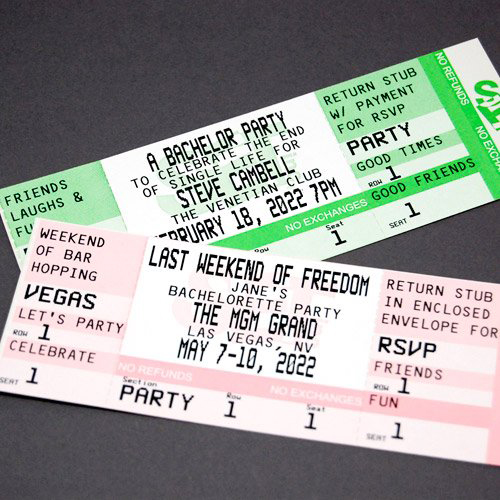 FRIENDS
LAUGHS &
A BACHELOR PARTY
TO CELEBRATE THE END
OF SINGLE LIFE FOR
STEVE CAMBELL
THE VENETIAN CLUB
18, 2022 7PM
NO EXCHANGES
Seat
1
RETURN STUB
W/ PAYMENT
FOR RSVP
PARTY
GOOD TIMES
ROW 1
GOOD FRIENDS
SEAT 1
NO REFUNDS
NO EXCHANGES
WEEKEND
OF BAR
HOPPING
VEGAS
LET'S PARTY
ROW 1
CELEBRATE
SEAT 1
LAST WEEKEND OF FREEDOM
JANE'S
BACHELORETTE PARTY
THE MGM GRAND
LAS VEGAS, NV
MAY 7-10, 2022
NO REFUNDS
NO EXCHANGES
Section Row Seat
PARTY 1 1
RETURN STUB
IN ENCLOSED
ENVELOPE FOR
RSVP
FRIENDS
ROW 1
FUN
SEAT 1